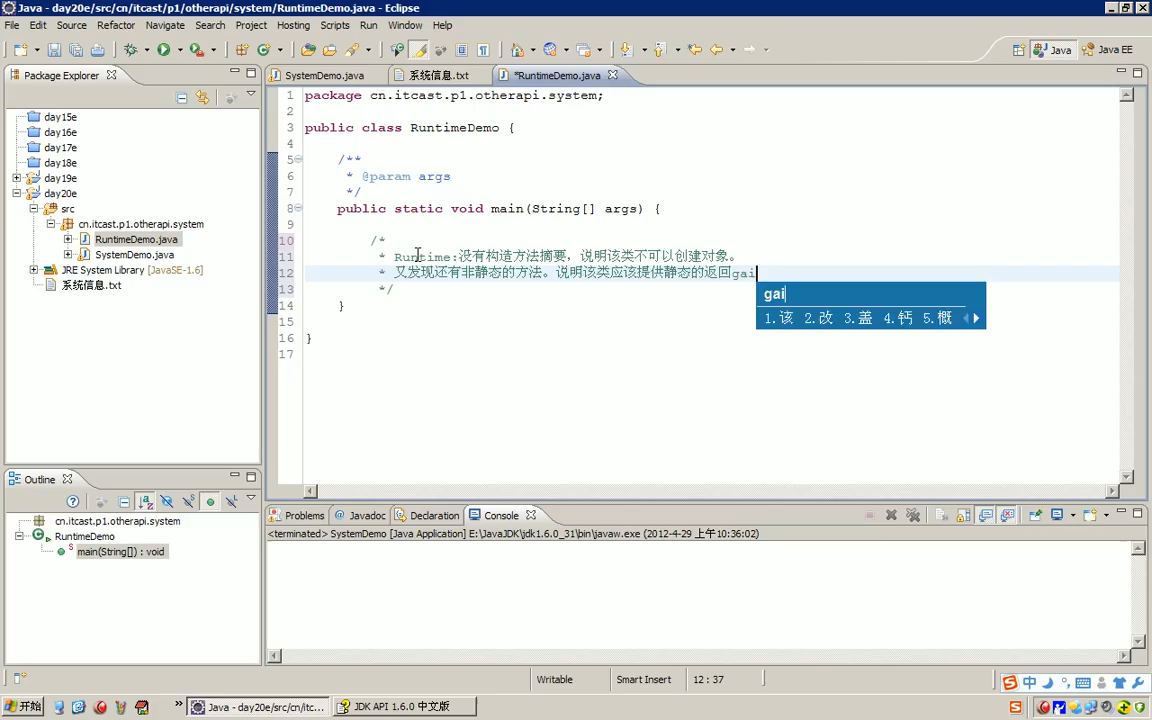 Java - day20e/src/cn/itcast/p1/otherapi/system/RuntimeDemo.java - Eclipse
File Edit Source Refactor Navigate Search Project Hosting Scripts Run Window Help
Java Java EE
Package Explorer
day15e
day16e
day17e
day18e
day19e
day20e
src
cn.itcast.p1.otherapi.system
RuntimeDemo.java
SystemDemo.java
JRE System Library [JavaSE-1.6]
系统信息.txt
SystemDemo.java 系统信息.txt *RuntimeDemo.java
1 package cn.itcast.p1.otherapi.system;
2
3 public class RuntimeDemo {
4
5 /**
6 * @param args
7 */
8 public static void main(String[] args) {
9
10 /*
11 * Runtime:没有构造方法摘要，说明该类不可以创建对象。
12 * 又发现还有非静态的方法。说明该类应该提供静态的返回gai
13 */
14 }
15
16 }
17
gai
1.该 2.改 3.盖 4.钙 5.概
Outline
cn.itcast.p1.otherapi.system
RuntimeDemo
main(String[]) : void
Problems Javadoc Declaration Console
<terminated> SystemDemo [Java Application] E:\JavaJDK\jdk1.6.0_31\bin\javaw.exe (2012-4-29 上午10:36:02)
Writable Smart Insert 12 : 37
中
开始 Java - day20e/src/cn/... JDK API 1.6.0 中文版